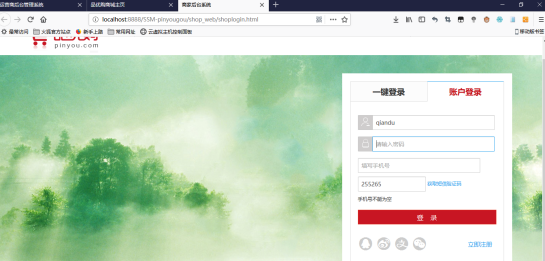 运营商后台管理系统 × 品优购商城主页 × 商家后台系统 ×
localhost:8888/SSM-pinyougou/shop_web/shoplogin.html
最常访问 火狐官方站点 新手上路 常用网址 云虚拟主机控制面板 移动版书签
pinyou.com
一键登录 账户登录
qiandu
请输入密码
填写手机号
255265 获取短信验证码
手机号不能为空
登 录
立即注册